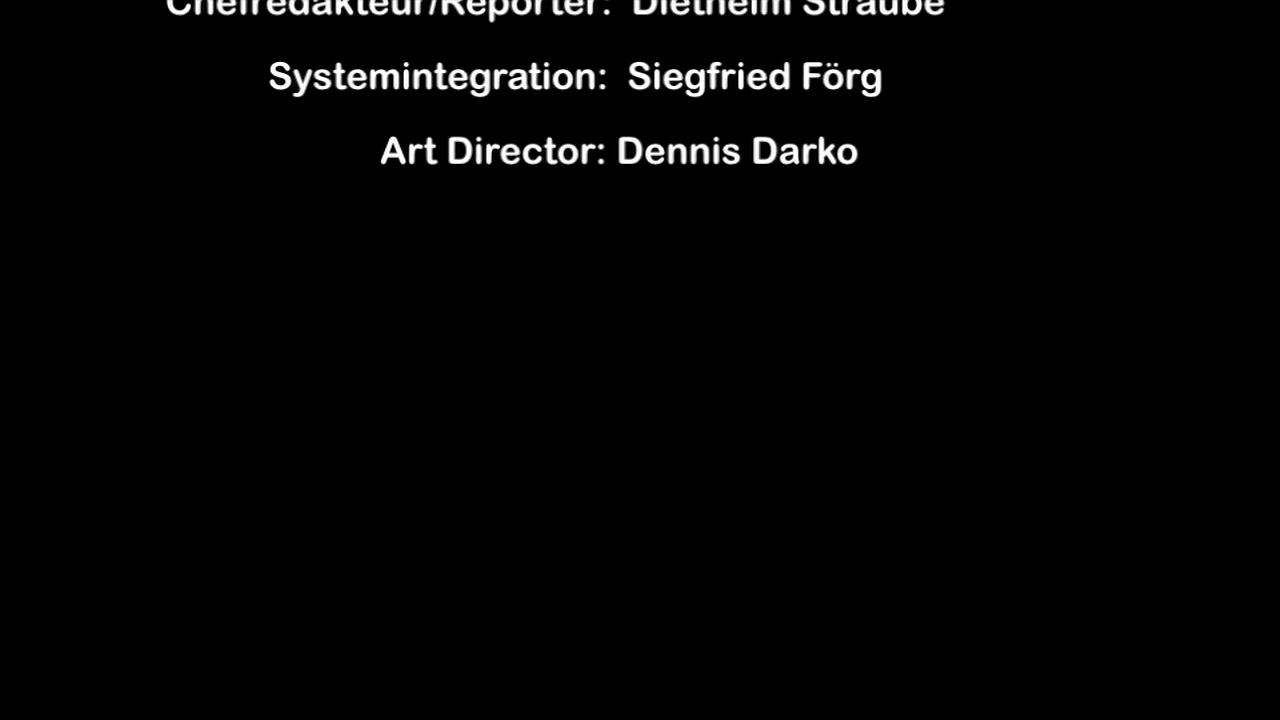 Chefredakteur/Reporter: Diethelm Straube
Systemintegration: Siegfried Förg
Art Director: Dennis Darko